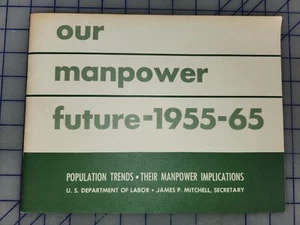 our
manpower
future-1955-65
POPULATION TRENDS • THEIR MANPOWER IMPLICATIONS
U. S. DEPARTMENT OF LABOR • JAMES P. MITCHELL, SECRETARY